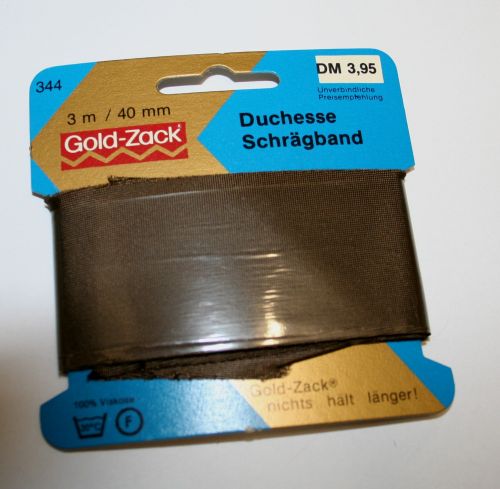 344
3 m / 40 mm
Gold-Zack®
DM 3,95
Unverbindliche
Preisempfehlung
Duchesse
Schrägband
Gold-Zack®
nichts hält länger!
100% Viskose
30°C
F